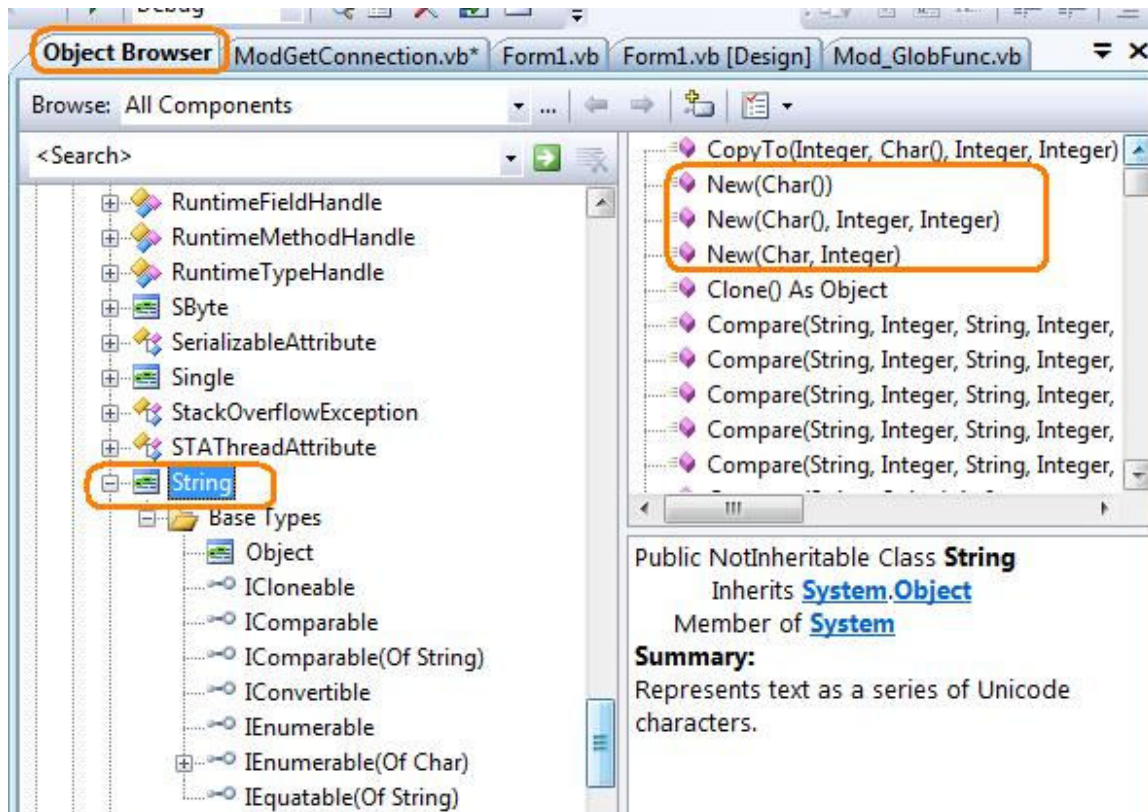 Debug
Object Browser ModGetConnection.vb* Form1.vb Form1.vb [Design] Mod_GlobFunc.vb
Browse: All Components ...
<Search>
RuntimeFieldHandle
RuntimeMethodHandle
RuntimeTypeHandle
SByte
SerializableAttribute
Single
StackOverflowException
STAThreadAttribute
String
Base Types
Object
ICloneable
IComparable
IComparable(Of String)
IConvertible
IEnumerable
IEnumerable(Of Char)
IEquatable(Of String)
CopyTo(Integer, Char(), Integer, Integer)
New(Char())
New(Char(), Integer, Integer)
New(Char, Integer)
Clone() As Object
Compare(String, Integer, String, Integer,
Compare(String, Integer, String, Integer,
Compare(String, Integer, String, Integer,
Compare(String, Integer, String, Integer,
Compare(String, Integer, String, Integer,
Public NotInheritable Class String
Inherits System.Object
Member of System
Summary:
Represents text as a series of Unicode
characters.